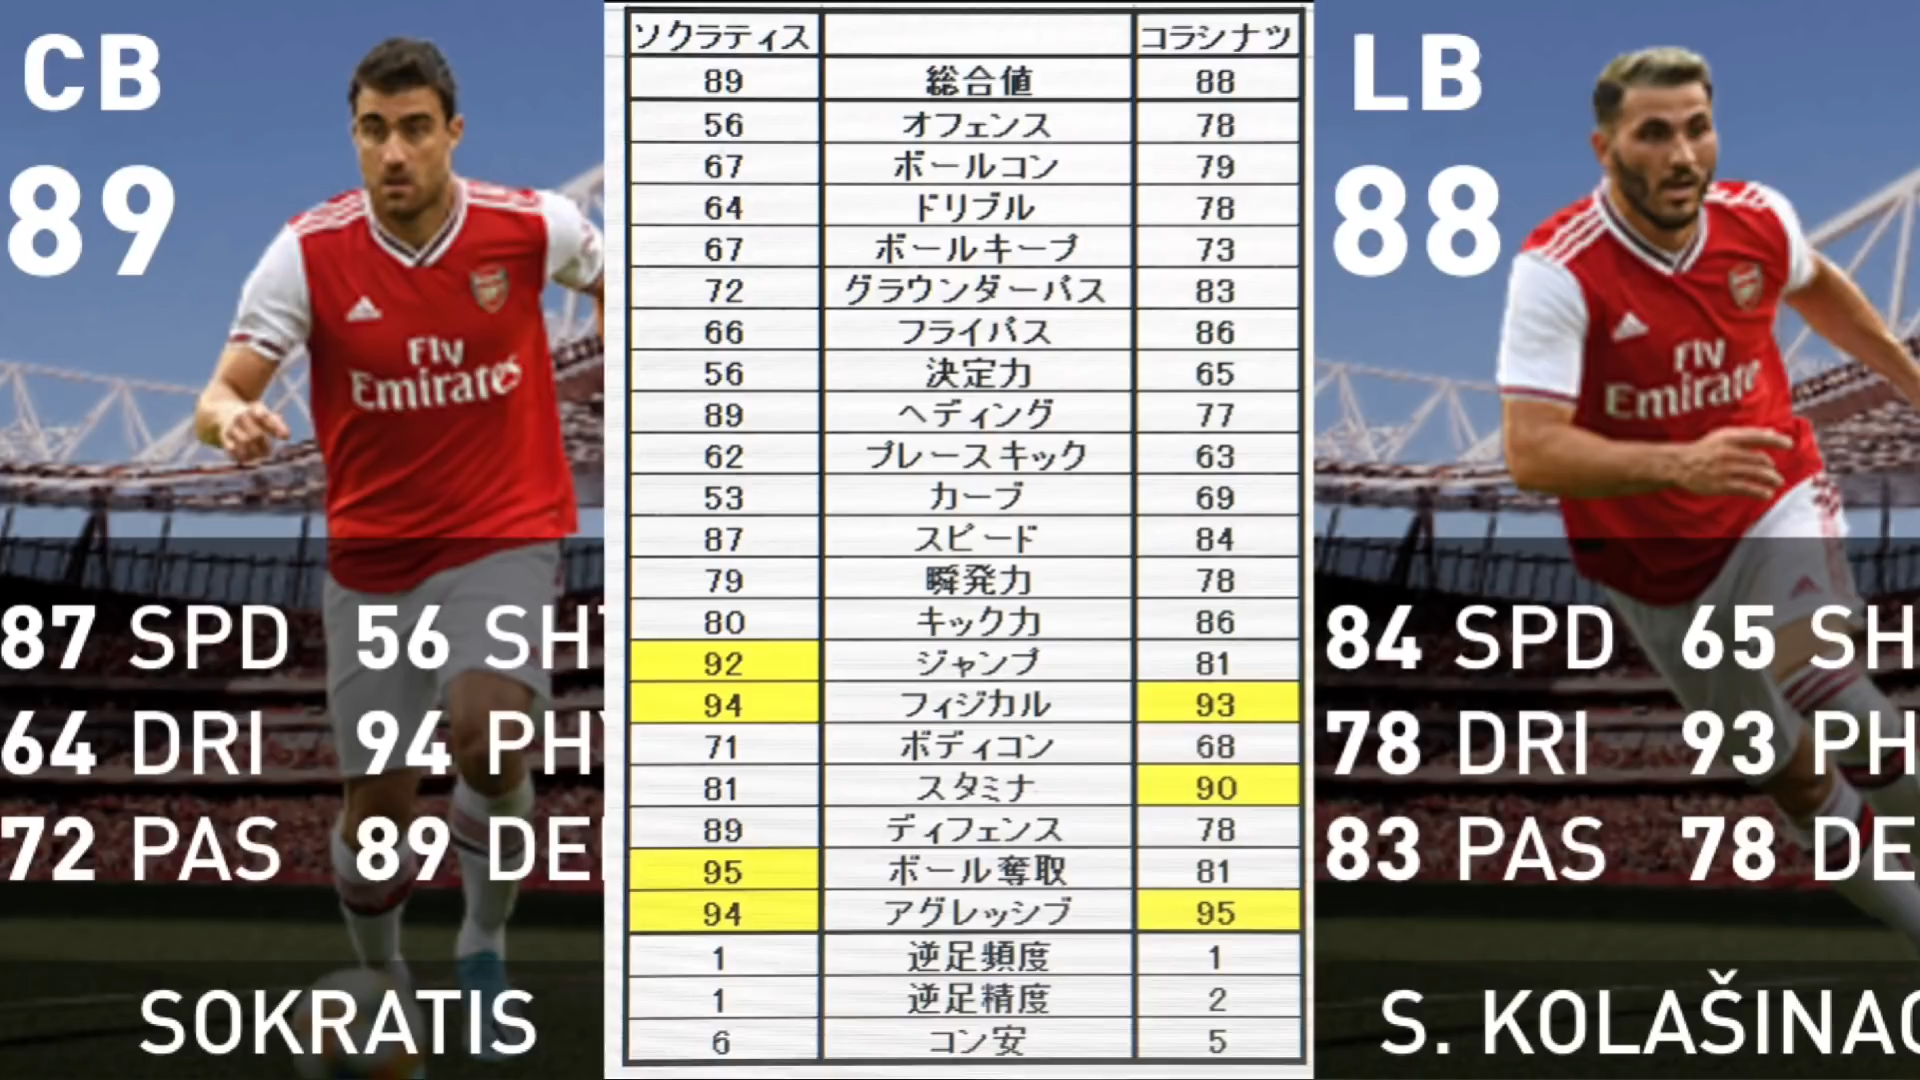 CB
89
Fly
Emirates
87 SPD 56 SH
64 DRI 94 PH
72 PAS 89 DE
SOKRATIS
ソクラティス コラシナツ
89 総合値 88
56 オフェンス 78
67 ボールコン 79
64 ドリブル 78
67 ボールキープ 73
72 グラウンダーパス 83
66 フライパス 86
56 決定力 65
89 ヘディング 77
62 プレースキック 63
53 カーブ 69
87 スピード 84
79 瞬発力 78
80 キック力 86
92 ジャンプ 81
94 フィジカル 93
71 ボディコン 68
81 スタミナ 90
89 ディフェンス 78
95 ボール奪取 81
94 アグレッシブ 95
1 逆足頻度 1
1 逆足精度 2
6 コン安 5
LB
88
Fly
Emirate
84 SPD 65 SH
78 DRI 93 PH
83 PAS 78 DE
S. KOLAŠINAC